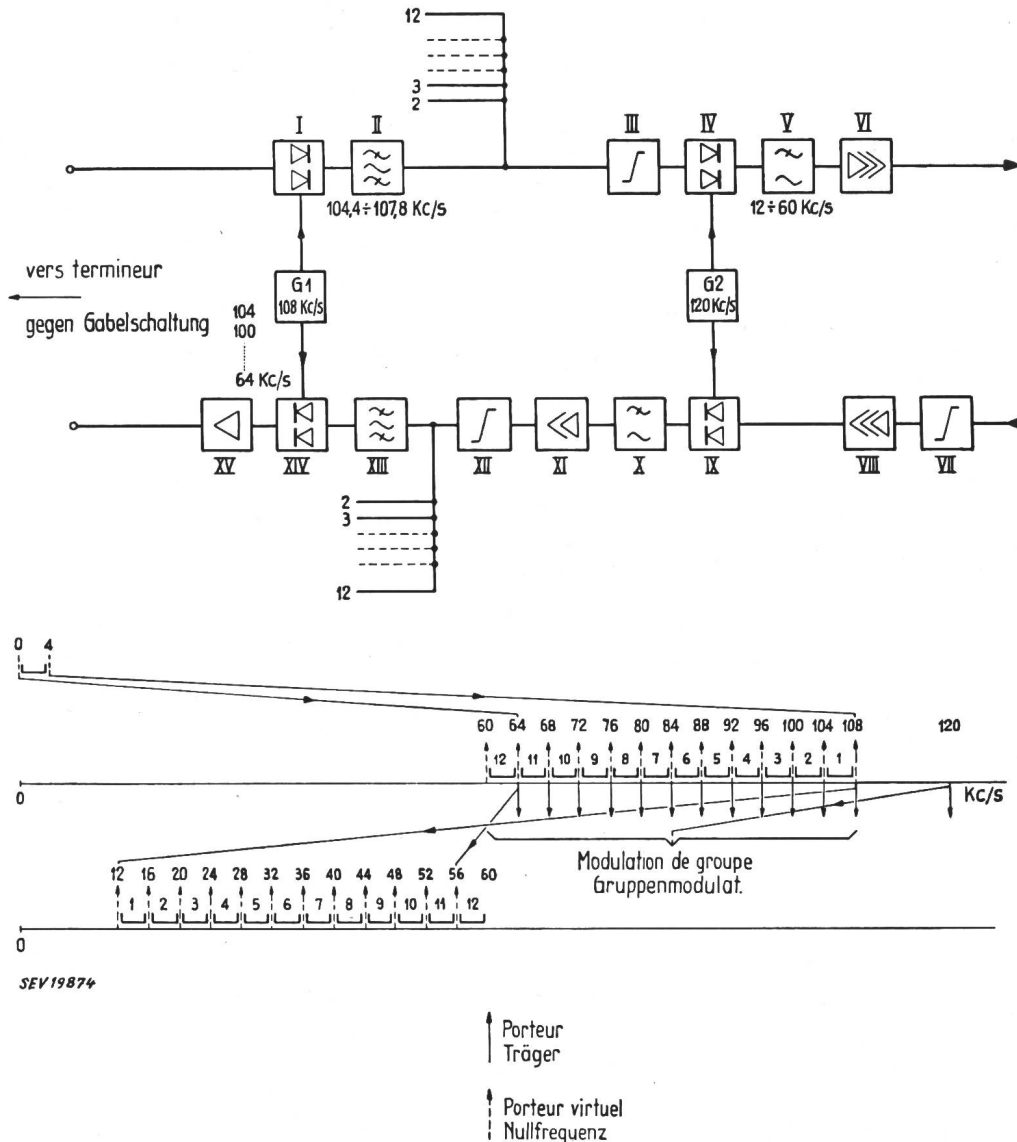 12
3
2
I II III IV V VI
104,4÷107,8 Kc/s
12÷60 Kc/s
vers termineur
gegen Gabelschaltung
G1
108 Kc/s
G2
120 Kc/s
104
100
64 Kc/s
XV XIV XIII XII XI X IX VIII VII
2
3
12
0 4
60 64 68 72 76 80 84 88 92 96 100 104 108 120
12 11 10 9 8 7 6 5 4 3 2 1
0 Kc/s
Modulation de groupe
Gruppenmodulat.
12 16 20 24 28 32 36 40 44 48 52 56 60
1 2 3 4 5 6 7 8 9 10 11 12
0
SEV 19874
Porteur
Träger
Porteur virtuel
Nullfrequenz